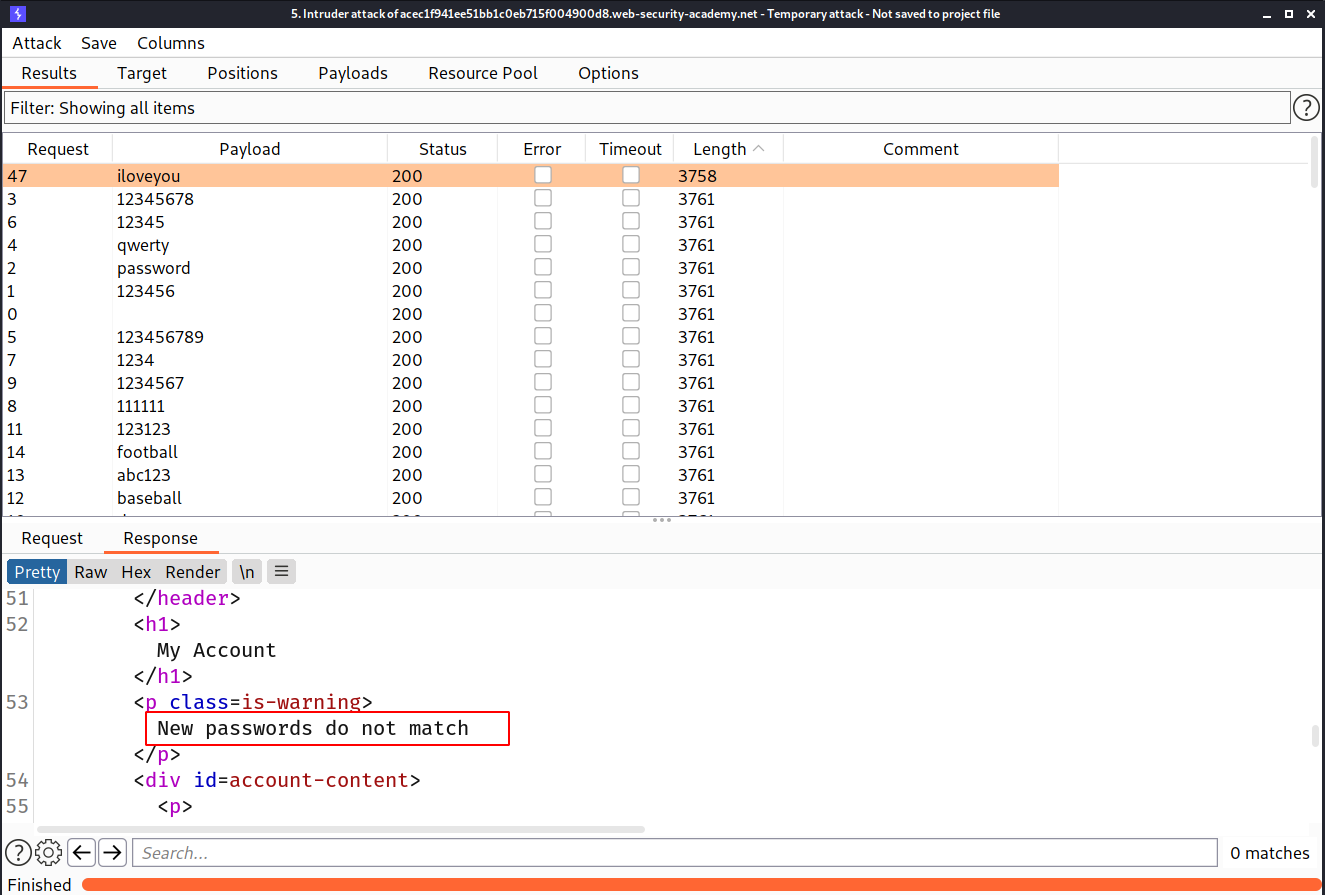 5. Intruder attack of acec1f941ee51bb1c0eb715f004900d8.web-security-academy.net - Temporary attack - Not saved to project file
Attack Save Columns
Results Target Positions Payloads Resource Pool Options
Filter: Showing all items ?
Request Payload Status Error Timeout Length Comment
47 iloveyou 200 3758
3 12345678 200 3761
6 12345 200 3761
4 qwerty 200 3761
2 password 200 3761
1 123456 200 3761
0 200 3761
5 123456789 200 3761
7 1234 200 3761
9 1234567 200 3761
8 111111 200 3761
11 123123 200 3761
14 football 200 3761
13 abc123 200 3761
12 baseball 200 3761
Request Response
Pretty Raw Hex Render \n
51 </header>
52 <h1>
My Account
</h1>
53 <p class=is-warning>
New passwords do not match
</p>
54 <div id=account-content>
55 <p>
? Search... 0 matches
Finished